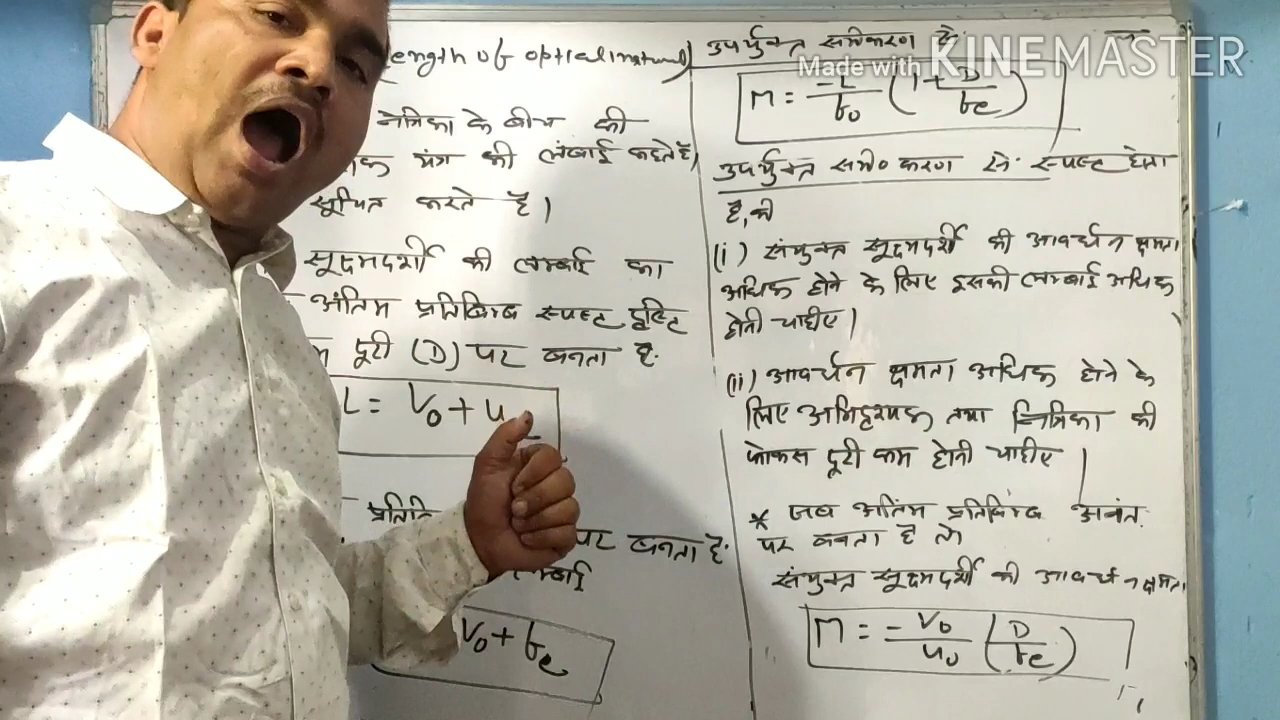 length of optical instrument)
नेत्रिका के बीच की
यंत्र की लंबाई कहते है,
सूचित करते है।
सूक्ष्मदर्शी की लम्बाई का
अंतिम प्रतिबिम्ब स्पष्ट दृष्टि
दूरी (D) पर बनता है.
L = V₀ + u
पर बनता है.
लम्बाई
V₀ + fe
उपर्युक्त समीकरण से
Made with KINEMASTER
M = -L/f₀ (1 + D/fe)
उपर्युक्त समी० करण से स्पष्ट होता
है, की
(i) संयुक्त सूक्ष्मदर्शी की आवर्धन क्षमता
अधिक होने के लिए इसकी लम्बाई अधिक
होनी चाहीए।
(ii) आवर्धन क्षमता अधिक होने के
लिए अभिदृश्यक तथा नेत्रिका की
फोकस दूरी कम होनी चाहीए।
* जब अंतिम प्रतिबिम्ब अनंत
पर बनता है तो
संयुक्त सूक्ष्मदर्शी की आवर्धन क्षमता
M = -V₀/u₀ (D/fe)